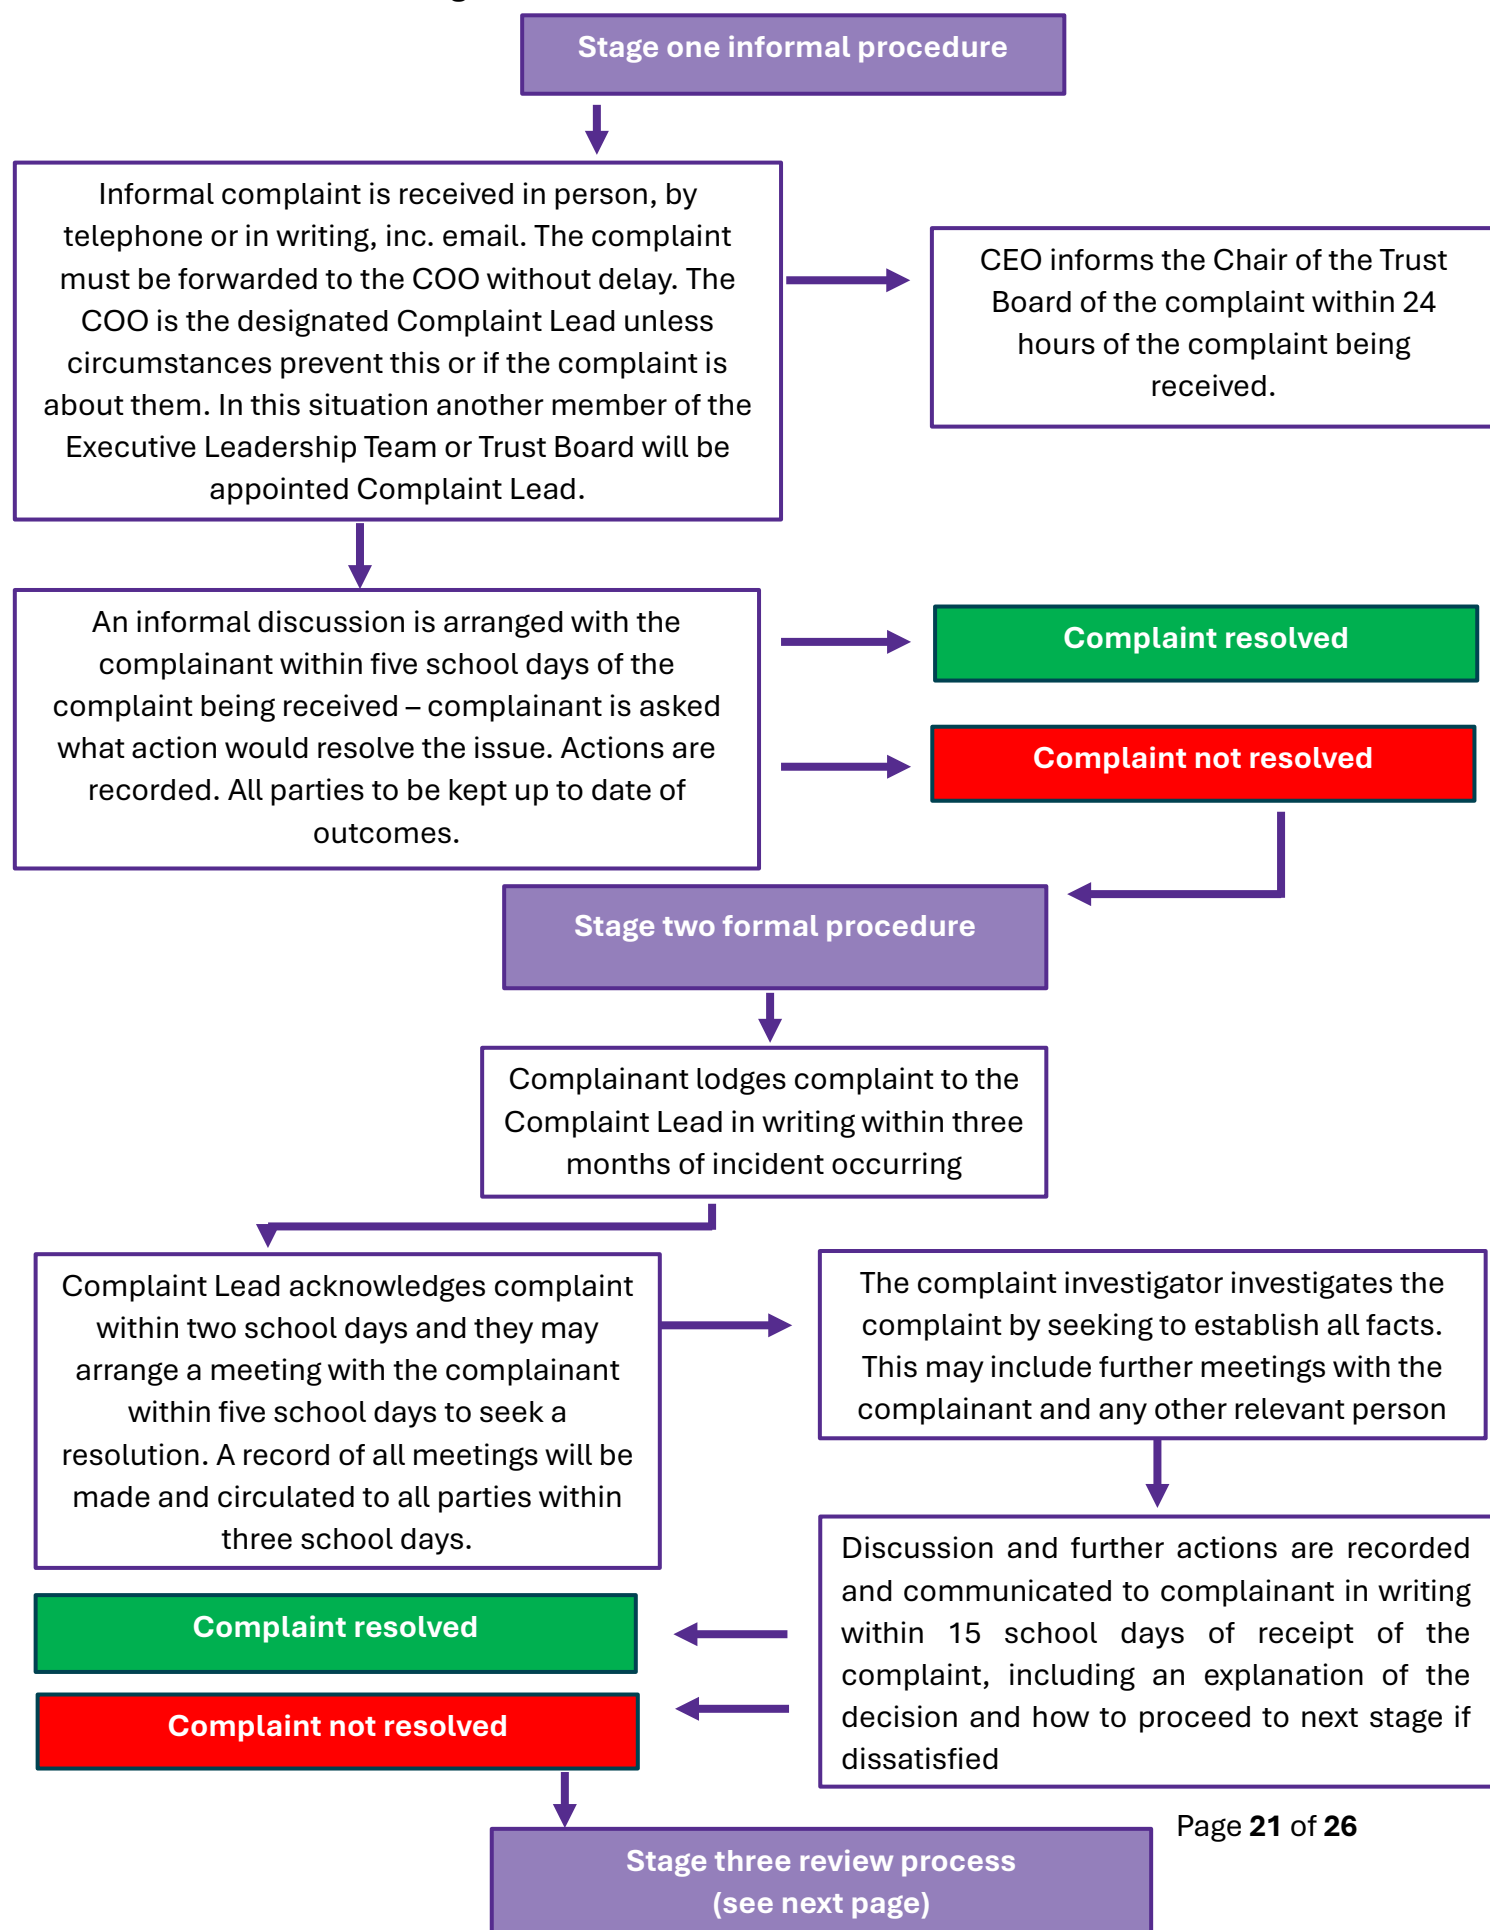 Stage one informal procedure
Informal complaint is received in person, by
telephone or in writing, inc. email. The complaint
must be forwarded to the COO without delay. The
COO is the designated Complaint Lead unless
circumstances prevent this or if the complaint is
about them. In this situation another member of the
Executive Leadership Team or Trust Board will be
appointed Complaint Lead.
CEO informs the Chair of the Trust
Board of the complaint within 24
hours of the complaint being
received.
An informal discussion is arranged with the
complainant within five school days of the
complaint being received – complainant is asked
what action would resolve the issue. Actions are
recorded. All parties to be kept up to date of
outcomes.
Complaint resolved
Complaint not resolved
Stage two formal procedure
Complainant lodges complaint to the
Complaint Lead in writing within three
months of incident occurring
Complaint Lead acknowledges complaint
within two school days and they may
arrange a meeting with the complainant
within five school days to seek a
resolution. A record of all meetings will be
made and circulated to all parties within
three school days.
The complaint investigator investigates the
complaint by seeking to establish all facts.
This may include further meetings with the
complainant and any other relevant person
Discussion and further actions are recorded
and communicated to complainant in writing
within 15 school days of receipt of the
complaint, including an explanation of the
decision and how to proceed to next stage if
dissatisfied
Complaint resolved
Complaint not resolved
Page 21 of 26
Stage three review process
(see next page)